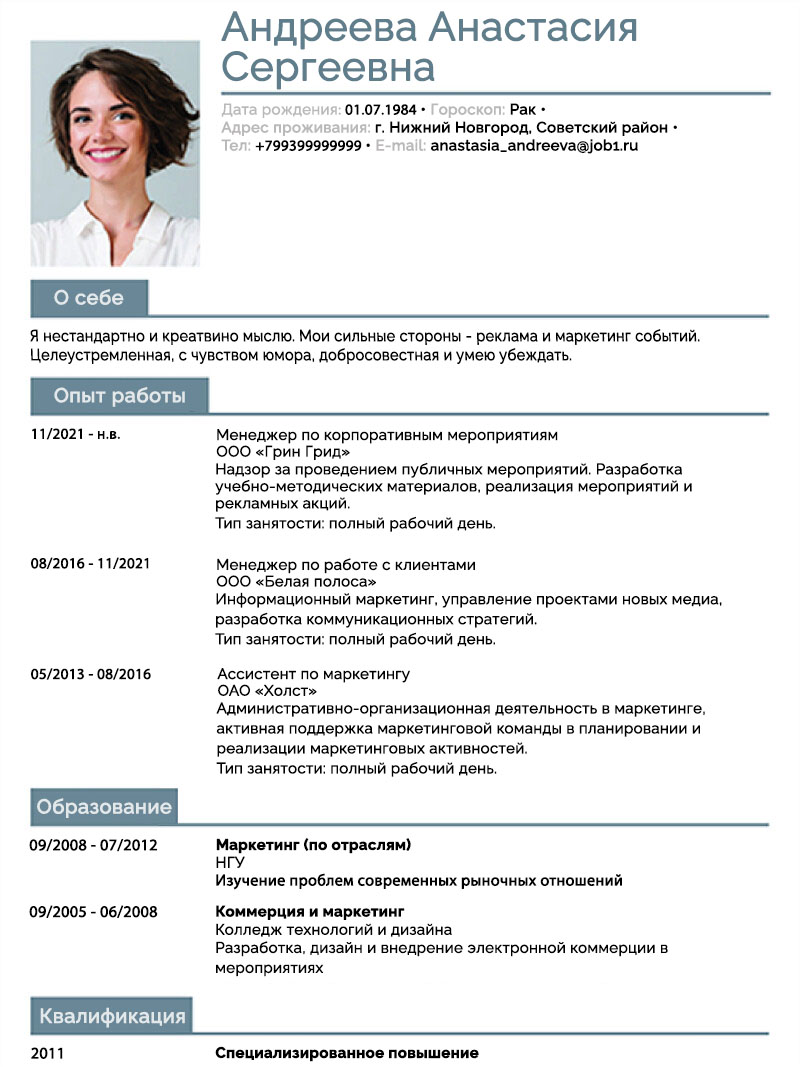 Андреева Анастасия
Сергеевна
Дата рождения: 01.07.1984 • Гороскоп: Рак •
Адрес проживания: г. Нижний Новгород, Советский район •
Тел: +799399999999 • E-mail: anastasia_andreeva@job1.ru
О себе
Я нестандартно и креатвино мыслю. Мои сильные стороны - реклама и маркетинг событий.
Целеустремленная, с чувством юмора, добросовестная и умею убеждать.
Опыт работы
11/2021 - н.в.
Менеджер по корпоративным мероприятиям
ООО «Грин Грид»
Надзор за проведением публичных мероприятий. Разработка
учебно-методических материалов, реализация мероприятий и
рекламных акций.
Тип занятости: полный рабочий день.
08/2016 - 11/2021
Менеджер по работе с клиентами
ООО «Белая полоса»
Информационный маркетинг, управление проектами новых медиа,
разработка коммуникационных стратегий.
Тип занятости: полный рабочий день.
05/2013 - 08/2016
Ассистент по маркетингу
ОАО «Холст»
Административно-организационная деятельность в маркетинге,
активная поддержка маркетинговой команды в планировании и
реализации маркетинговых активностей.
Тип занятости: полный рабочий день.
Образование
09/2008 - 07/2012
Маркетинг (по отраслям)
НГУ
Изучение проблем современных рыночных отношений
09/2005 - 06/2008
Коммерция и маркетинг
Колледж технологий и дизайна
Разработка, дизайн и внедрение электронной коммерции в
мероприятиях
Квалификация
2011
Специализированное повышение